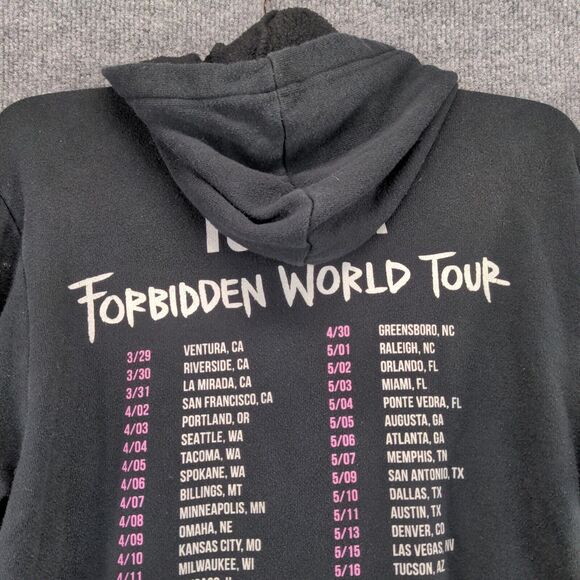 FORBIDDEN WORLD TOUR
3/29 VENTURA, CA
3/30 RIVERSIDE, CA
3/31 LA MIRADA, CA
4/02 SAN FRANCISCO, CA
4/03 PORTLAND, OR
4/04 SEATTLE, WA
4/05 TACOMA, WA
4/06 SPOKANE, WA
4/07 BILLINGS, MT
4/08 MINNEAPOLIS, MN
4/09 OMAHA, NE
4/10 KANSAS CITY, MO
4/11 MILWAUKEE, WI
4/30 GREENSBORO, NC
5/01 RALEIGH, NC
5/02 ORLANDO, FL
5/03 MIAMI, FL
5/04 PONTE VEDRA, FL
5/05 AUGUSTA, GA
5/06 ATLANTA, GA
5/07 MEMPHIS, TN
5/09 SAN ANTONIO, TX
5/10 DALLAS, TX
5/11 AUSTIN, TX
5/13 DENVER, CO
5/15 LAS VEGAS, NV
5/16 TUCSON, AZ